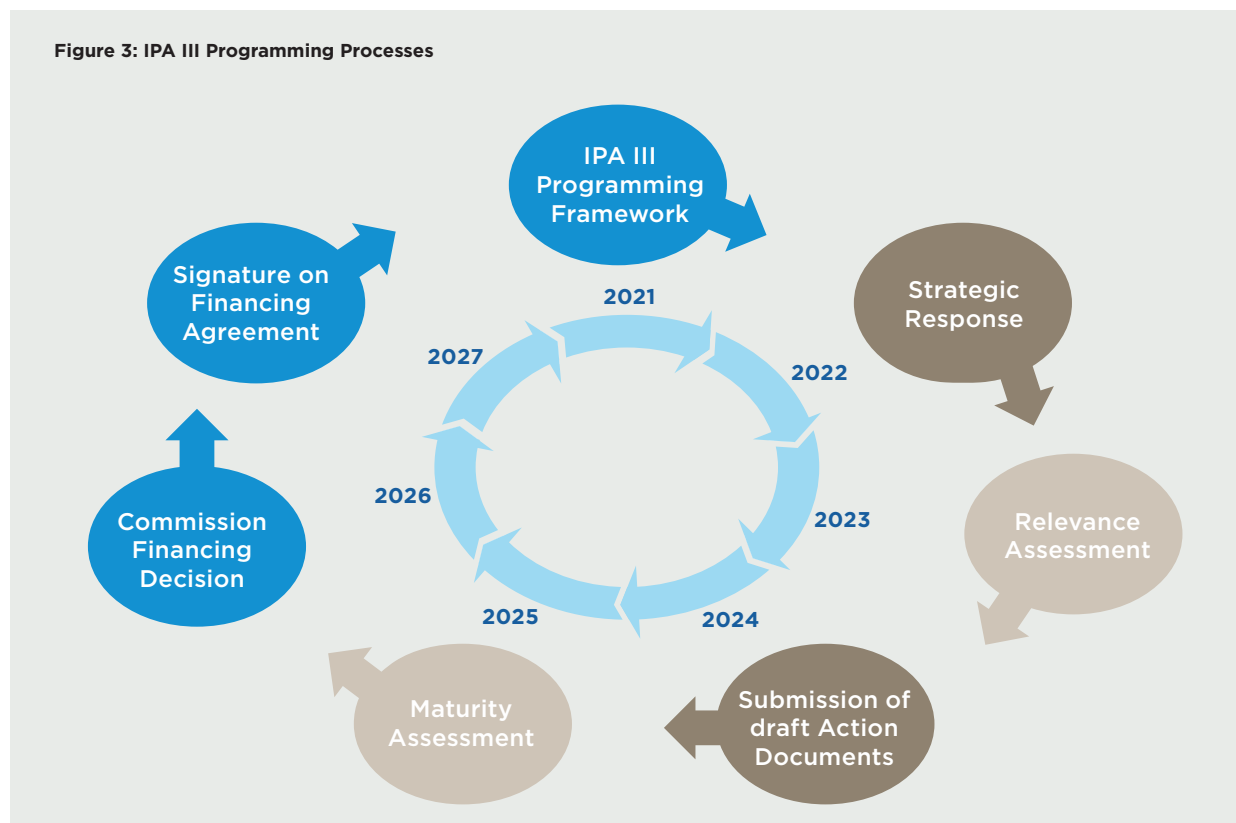 Figure 3: IPA III Programming Processes
IPA III
Programming
Framework
Strategic
Response
Relevance
Assessment
Submission of
draft Action
Documents
Maturity
Assessment
Commission
Financing
Decision
Signature on
Financing
Agreement
2021
2022
2023
2024
2025
2026
2027